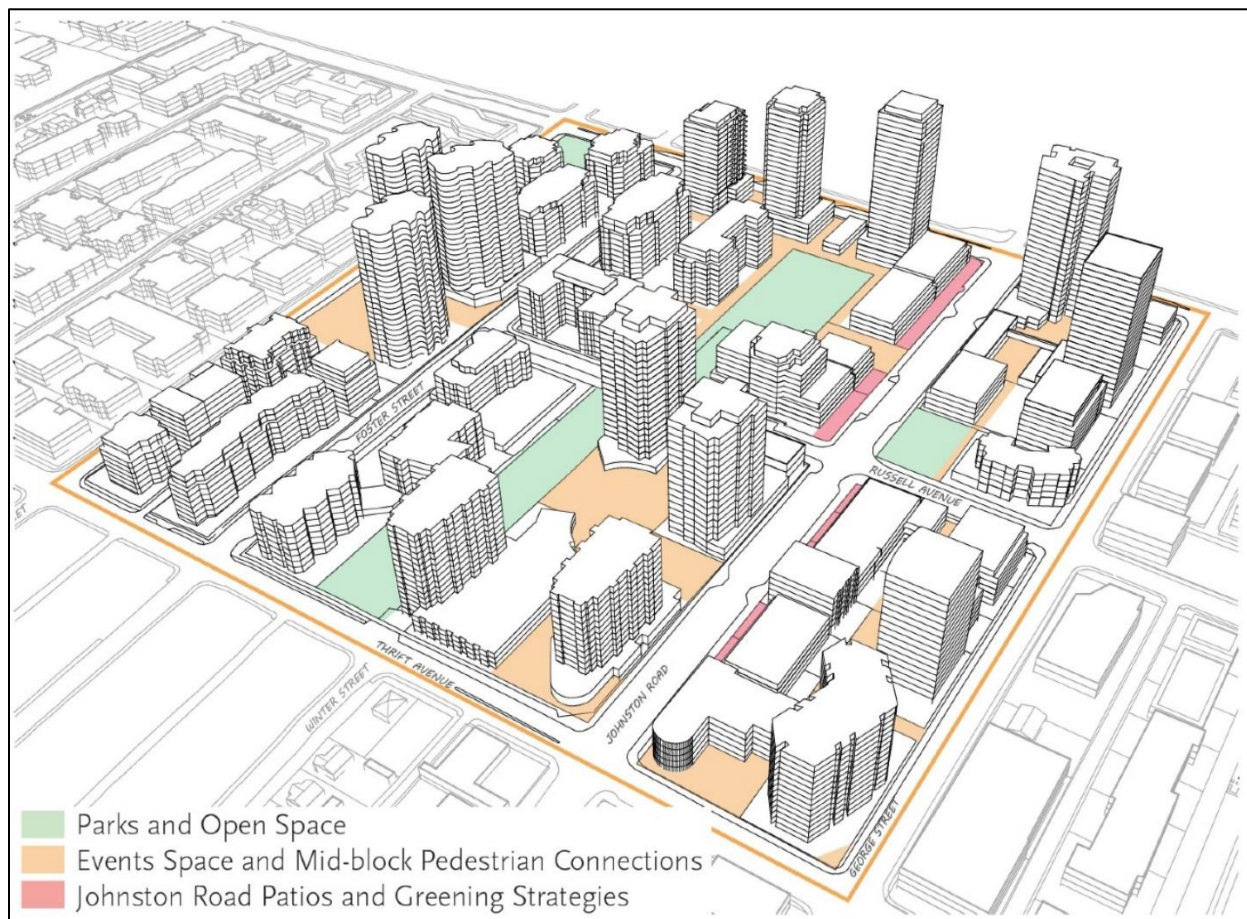 FOSTER STREET
RUSSELL AVENUE
THRIFT AVENUE
WINTER STREET
JOHNSTON ROAD
GEORGE STREET
Parks and Open Space
Events Space and Mid-block Pedestrian Connections
Johnston Road Patios and Greening Strategies